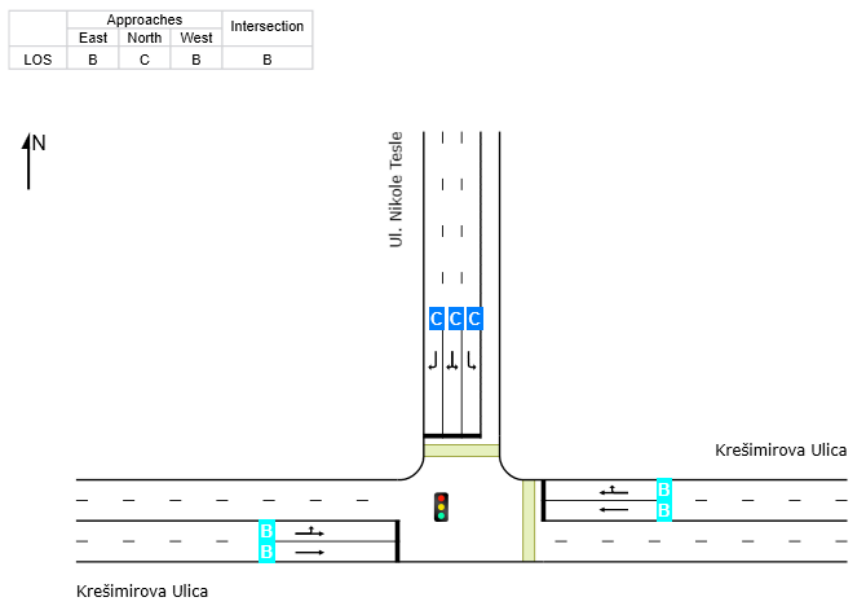 Approaches Intersection
East North West
LOS B C B B
N
Ul. Nikole Tesle
C C C
Krešimirova Ulica
B
B
B
B
Krešimirova Ulica